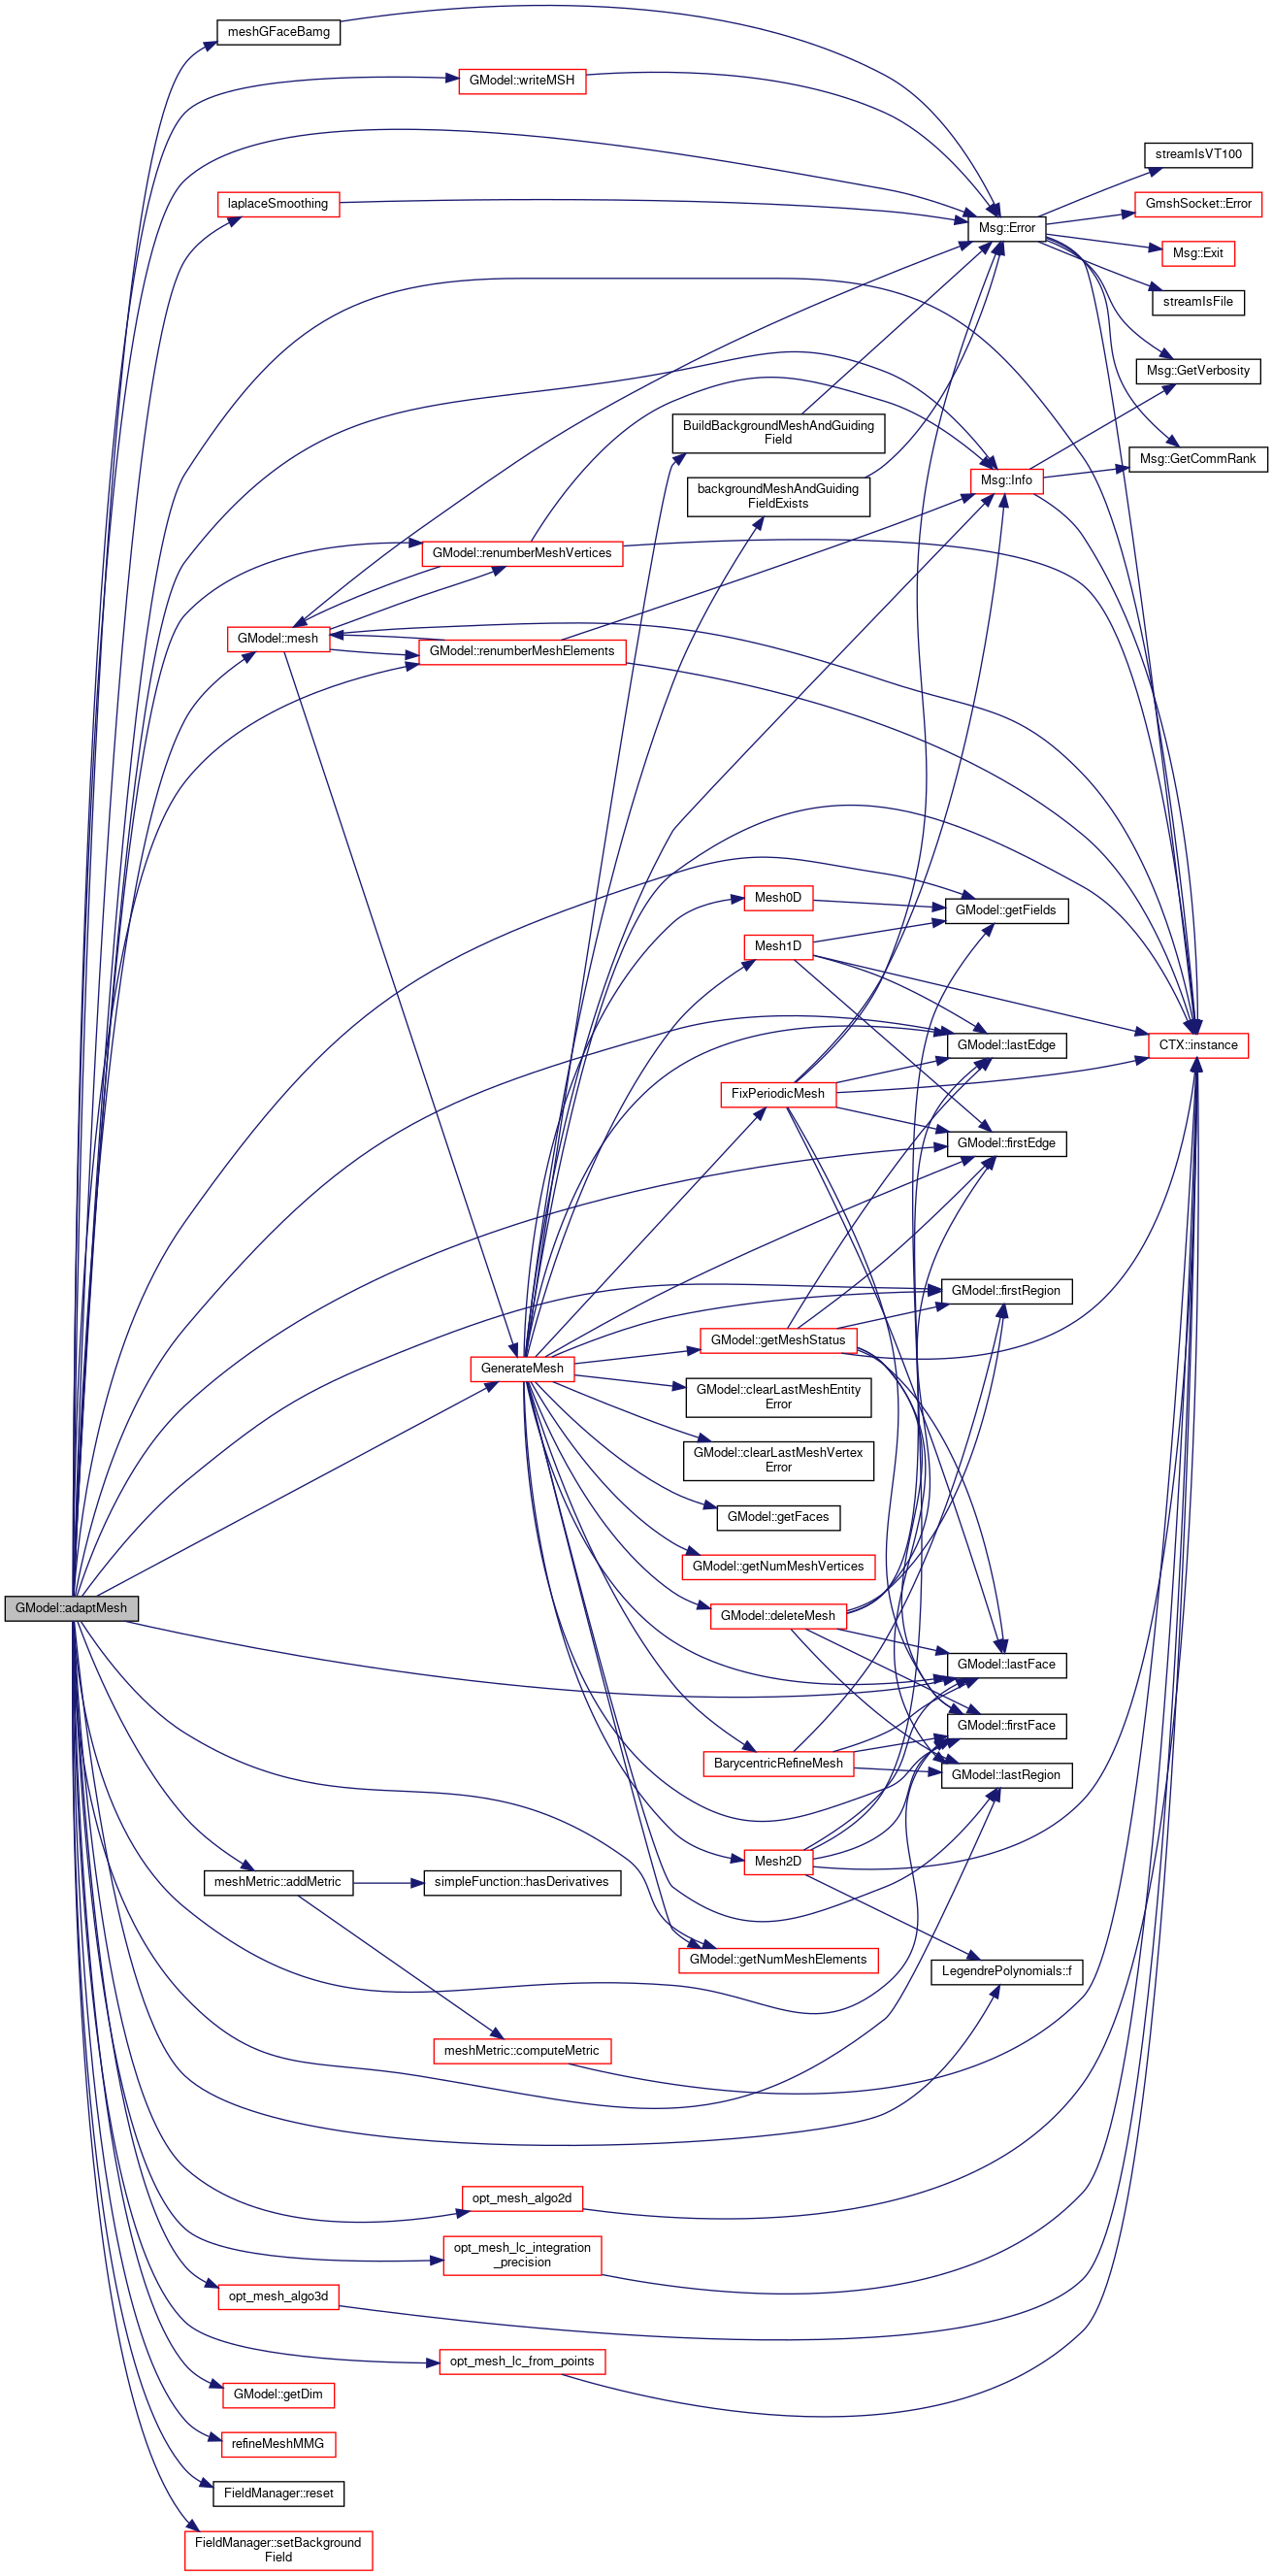 meshGFaceBamg
GModel::writeMSH
streamIsVT100
laplaceSmoothing
GmshSocket::Error
Msg::Error
Msg::Exit
streamIsFile
Msg::GetVerbosity
BuildBackgroundMeshAndGuiding
Field
Msg::GetCommRank
Msg::Info
backgroundMeshAndGuiding
FieldExists
GModel::renumberMeshVertices
GModel::mesh
GModel::renumberMeshElements
Mesh0D
GModel::getFields
Mesh1D
GModel::lastEdge
CTX::instance
FixPeriodicMesh
GModel::firstEdge
GModel::firstRegion
GModel::getMeshStatus
GenerateMesh
GModel::clearLastMeshEntity
Error
GModel::clearLastMeshVertex
Error
GModel::getFaces
GModel::getNumMeshVertices
GModel::adaptMesh
GModel::deleteMesh
GModel::lastFace
GModel::firstFace
BarycentricRefineMesh
GModel::lastRegion
Mesh2D
meshMetric::addMetric
simpleFunction::hasDerivatives
GModel::getNumMeshElements
LegendrePolynomials::f
meshMetric::computeMetric
opt_mesh_algo2d
opt_mesh_lc_integration
_precision
opt_mesh_algo3d
opt_mesh_lc_from_points
GModel::getDim
refineMeshMMG
FieldManager::reset
FieldManager::setBackground
Field